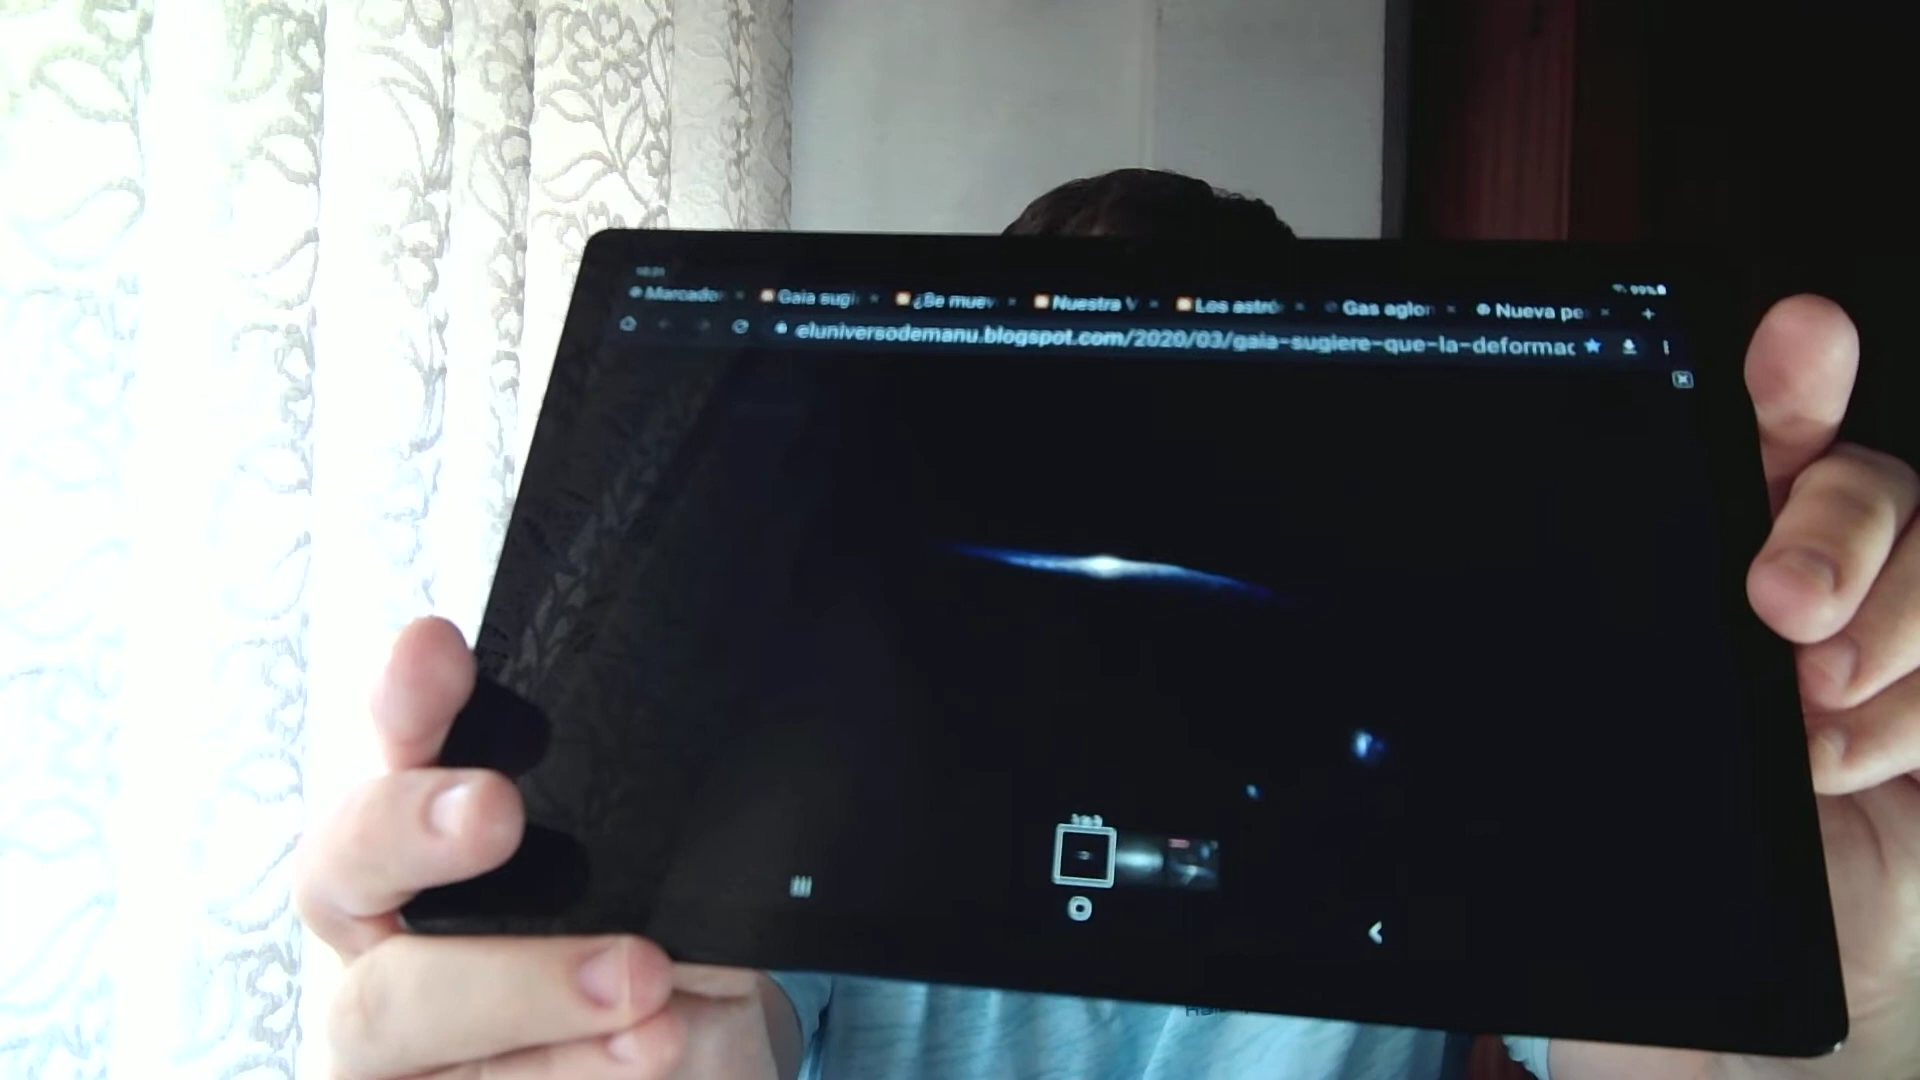 99%
Marcado Gaia sugi ¿Se muev Nuestra V Los astró Gas aglon Nueva pe
eluniversodemanu.blogspot.com/2020/03/gaia-sugiere-que-la-deformac